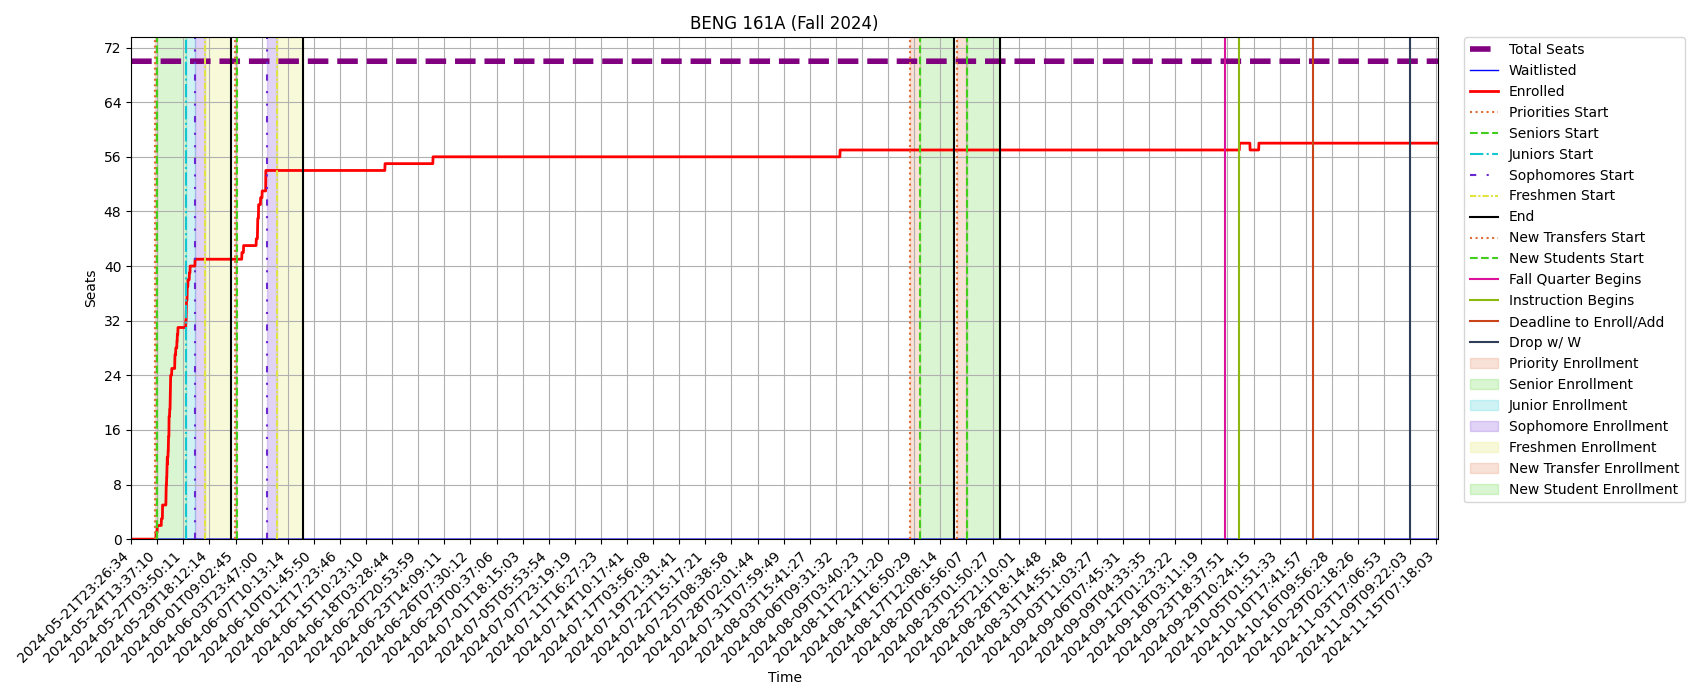 BENG 161A (Fall 2024)
Seats
72
64
56
48
40
32
24
16
8
0
2024-05-21T23:26:34
2024-05-24T13:37:10
2024-05-27T03:50:11
2024-05-29T18:12:14
2024-06-01T09:02:45
2024-06-03T23:47:00
2024-06-07T10:13:14
2024-06-10T01:45:50
2024-06-12T17:23:46
2024-06-15T10:23:10
2024-06-18T03:28:44
2024-06-20T20:53:59
2024-06-23T14:09:11
2024-06-26T07:30:12
2024-06-29T00:37:06
2024-07-01T18:15:03
2024-07-05T05:53:54
2024-07-07T23:19:19
2024-07-11T16:27:23
2024-07-14T10:17:41
2024-07-17T03:56:08
2024-07-19T21:31:41
2024-07-22T15:17:21
2024-07-25T08:38:58
2024-07-28T02:01:44
2024-07-31T07:59:49
2024-08-03T15:41:27
2024-08-06T09:31:32
2024-08-09T03:40:23
2024-08-11T22:11:20
2024-08-14T16:50:29
2024-08-17T12:08:14
2024-08-20T06:56:07
2024-08-23T01:50:27
2024-08-25T21:10:01
2024-08-28T18:14:48
2024-08-31T14:55:48
2024-09-03T11:03:27
2024-09-06T07:45:31
2024-09-09T04:33:35
2024-09-12T01:23:22
2024-09-18T03:11:19
2024-09-23T18:37:51
2024-09-29T10:24:15
2024-10-05T01:51:33
2024-10-10T17:41:57
2024-10-16T09:56:28
2024-10-29T02:18:26
2024-11-03T17:06:53
2024-11-09T09:22:03
2024-11-15T07:18:03
Time
Total Seats
Waitlisted
Enrolled
Priorities Start
Seniors Start
Juniors Start
Sophomores Start
Freshmen Start
End
New Transfers Start
New Students Start
Fall Quarter Begins
Instruction Begins
Deadline to Enroll/Add
Drop w/ W
Priority Enrollment
Senior Enrollment
Junior Enrollment
Sophomore Enrollment
Freshmen Enrollment
New Transfer Enrollment
New Student Enrollment